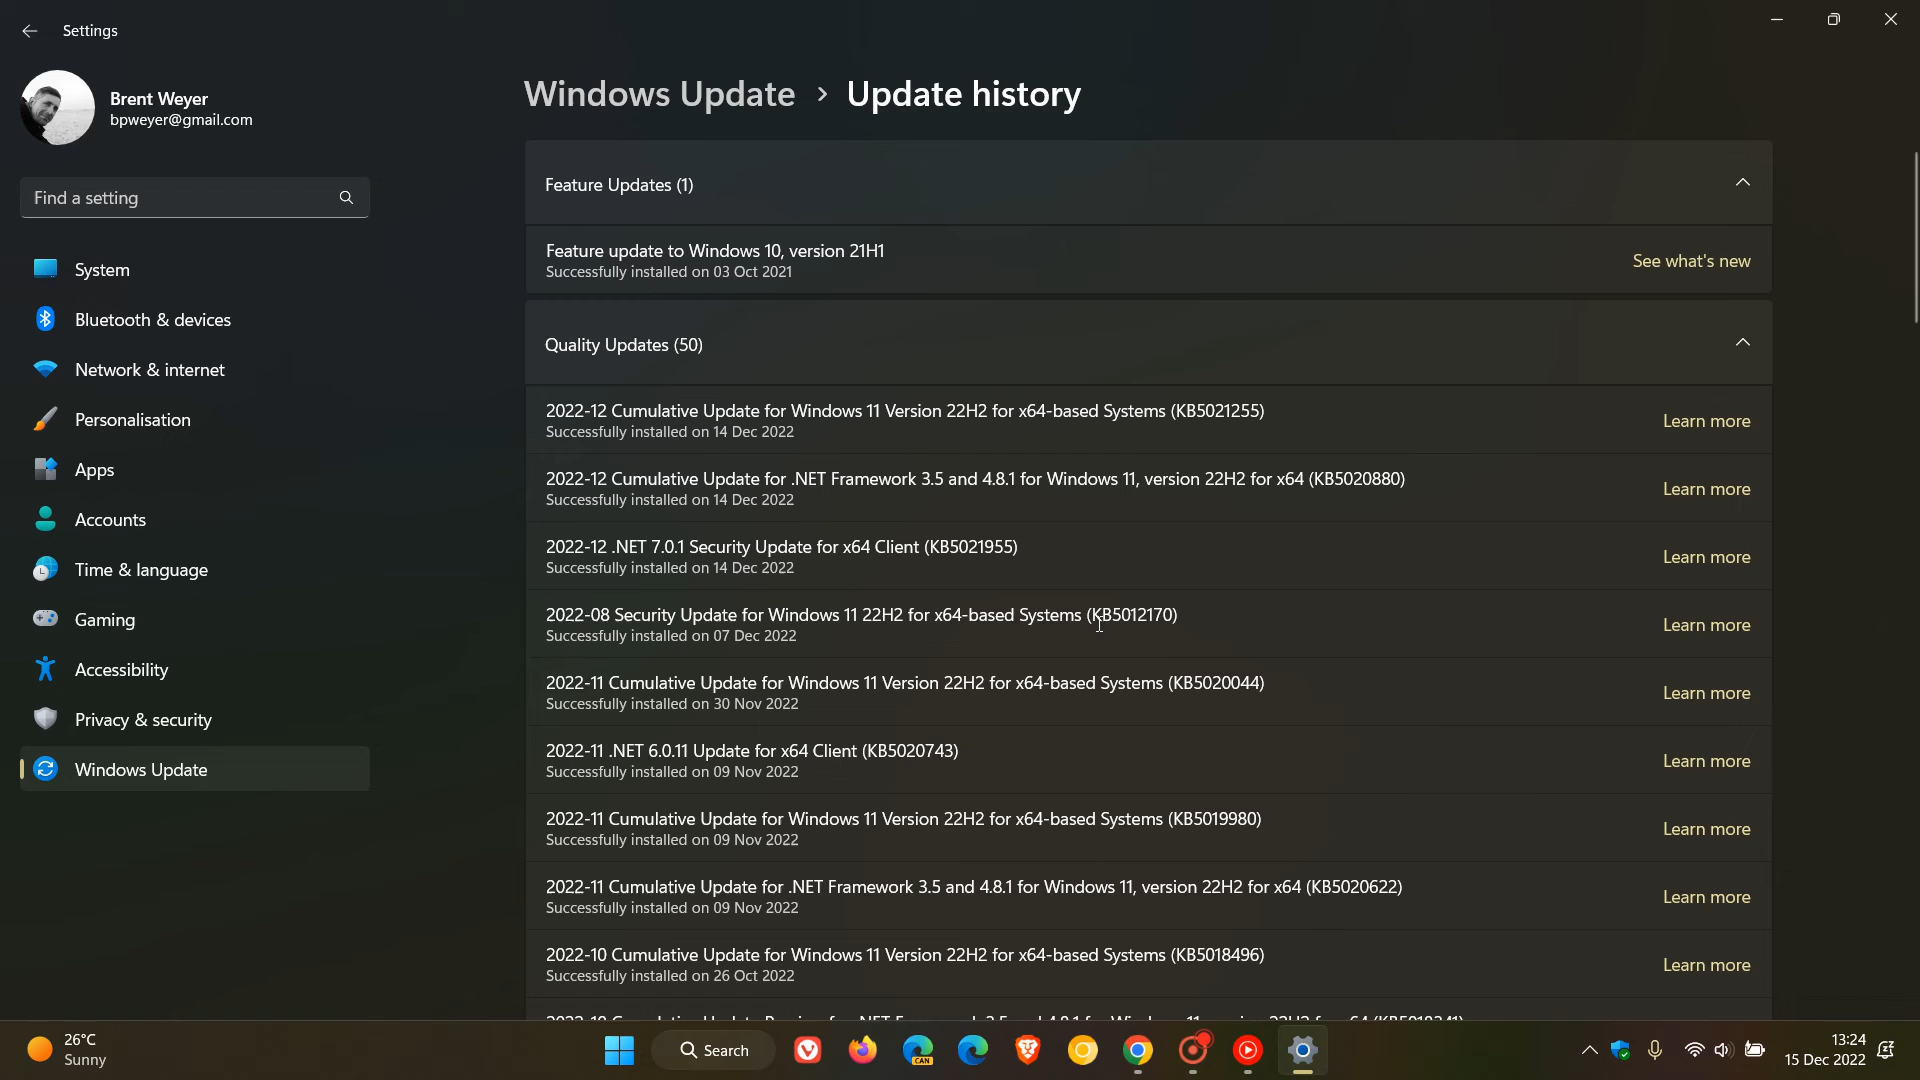 Settings
Brent Weyer
bpweyer@gmail.com
Find a setting
System
Bluetooth & devices
Network & internet
Personalisation
Apps
Accounts
Time & language
Gaming
Accessibility
Privacy & security
Windows Update
Windows Update > Update history
Feature Updates (1)
Feature update to Windows 10, version 21H1
Successfully installed on 03 Oct 2021
See what's new
Quality Updates (50)
2022-12 Cumulative Update for Windows 11 Version 22H2 for x64-based Systems (KB5021255)
Successfully installed on 14 Dec 2022
Learn more
2022-12 Cumulative Update for .NET Framework 3.5 and 4.8.1 for Windows 11, version 22H2 for x64 (KB5020880)
Successfully installed on 14 Dec 2022
Learn more
2022-12 .NET 7.0.1 Security Update for x64 Client (KB5021955)
Successfully installed on 14 Dec 2022
Learn more
2022-08 Security Update for Windows 11 22H2 for x64-based Systems (KB5012170)
Successfully installed on 07 Dec 2022
Learn more
2022-11 Cumulative Update for Windows 11 Version 22H2 for x64-based Systems (KB5020044)
Successfully installed on 30 Nov 2022
Learn more
2022-11 .NET 6.0.11 Update for x64 Client (KB5020743)
Successfully installed on 09 Nov 2022
Learn more
2022-11 Cumulative Update for Windows 11 Version 22H2 for x64-based Systems (KB5019980)
Successfully installed on 09 Nov 2022
Learn more
2022-11 Cumulative Update for .NET Framework 3.5 and 4.8.1 for Windows 11, version 22H2 for x64 (KB5020622)
Successfully installed on 09 Nov 2022
Learn more
2022-10 Cumulative Update for Windows 11 Version 22H2 for x64-based Systems (KB5018496)
Successfully installed on 26 Oct 2022
Learn more
26°C
Sunny
Search
CAN
13:24
15 Dec 2022